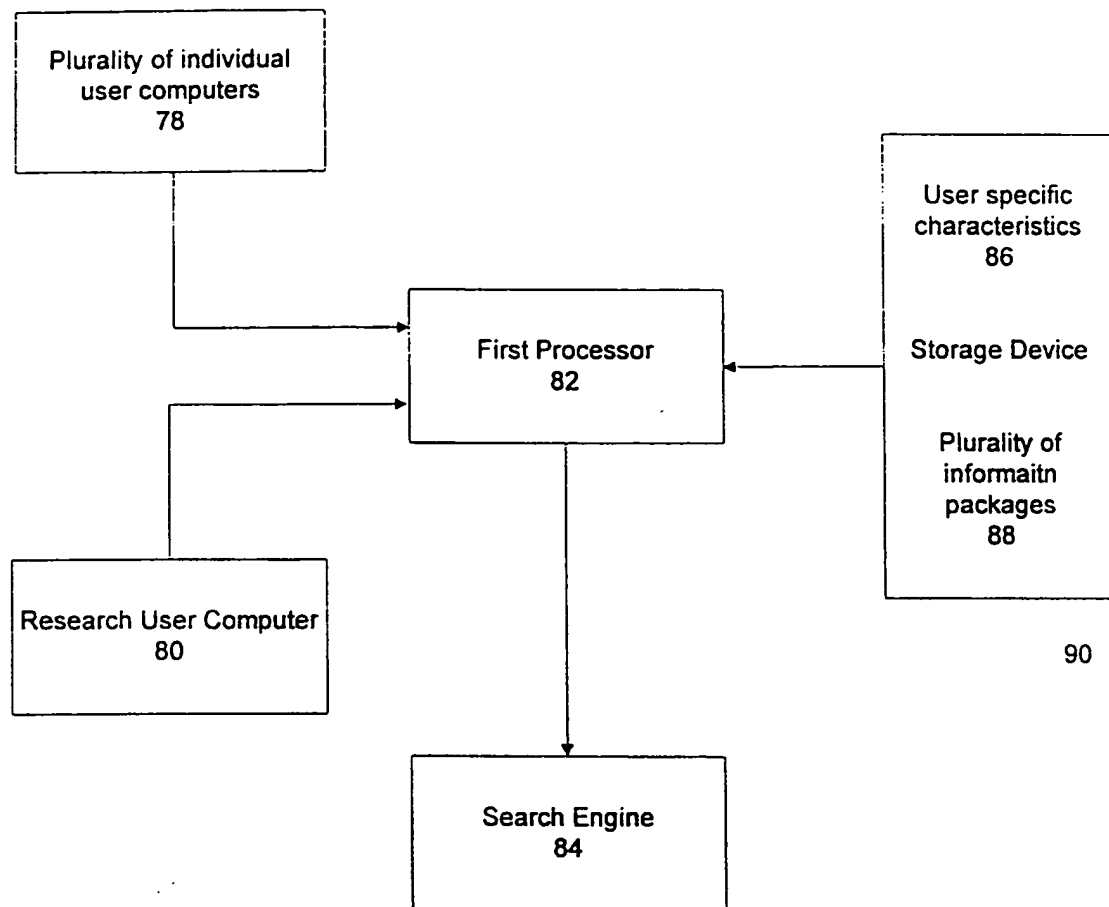 Plurality of individual
user computers
78
User specific
characteristics
86
First Processor
82
Storage Device
Plurality of
informaitn
packages
88
Research User Computer
80
90
Search Engine
84